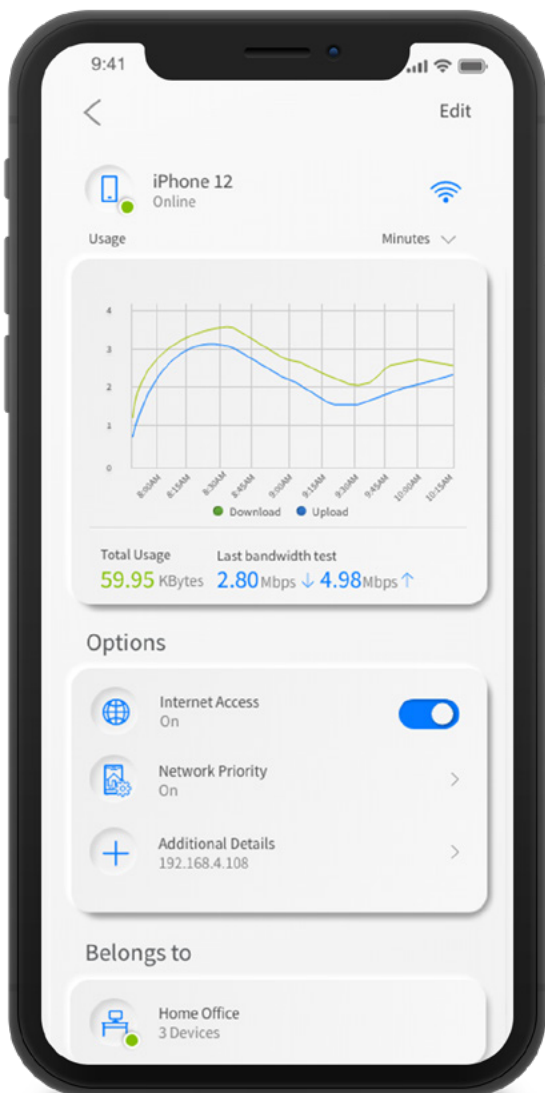 9:41
Edit
iPhone 12
Online
Usage
Minutes
4
3
2
1
0
8:00AM 8:15AM 8:30AM 8:45AM 9:00AM 9:15AM 9:30AM 9:45AM 10:00AM 10:15AM
Download Upload
Total Usage Last bandwidth test
59.95 KBytes 2.80 Mbps ↓ 4.98 Mbps ↑
Options
Internet Access
On
Network Priority
On
Additional Details
192.168.4.108
Belongs to
Home Office
3 Devices